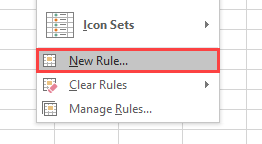 Icon Sets
New Rule...
Clear Rules
Manage Rules...